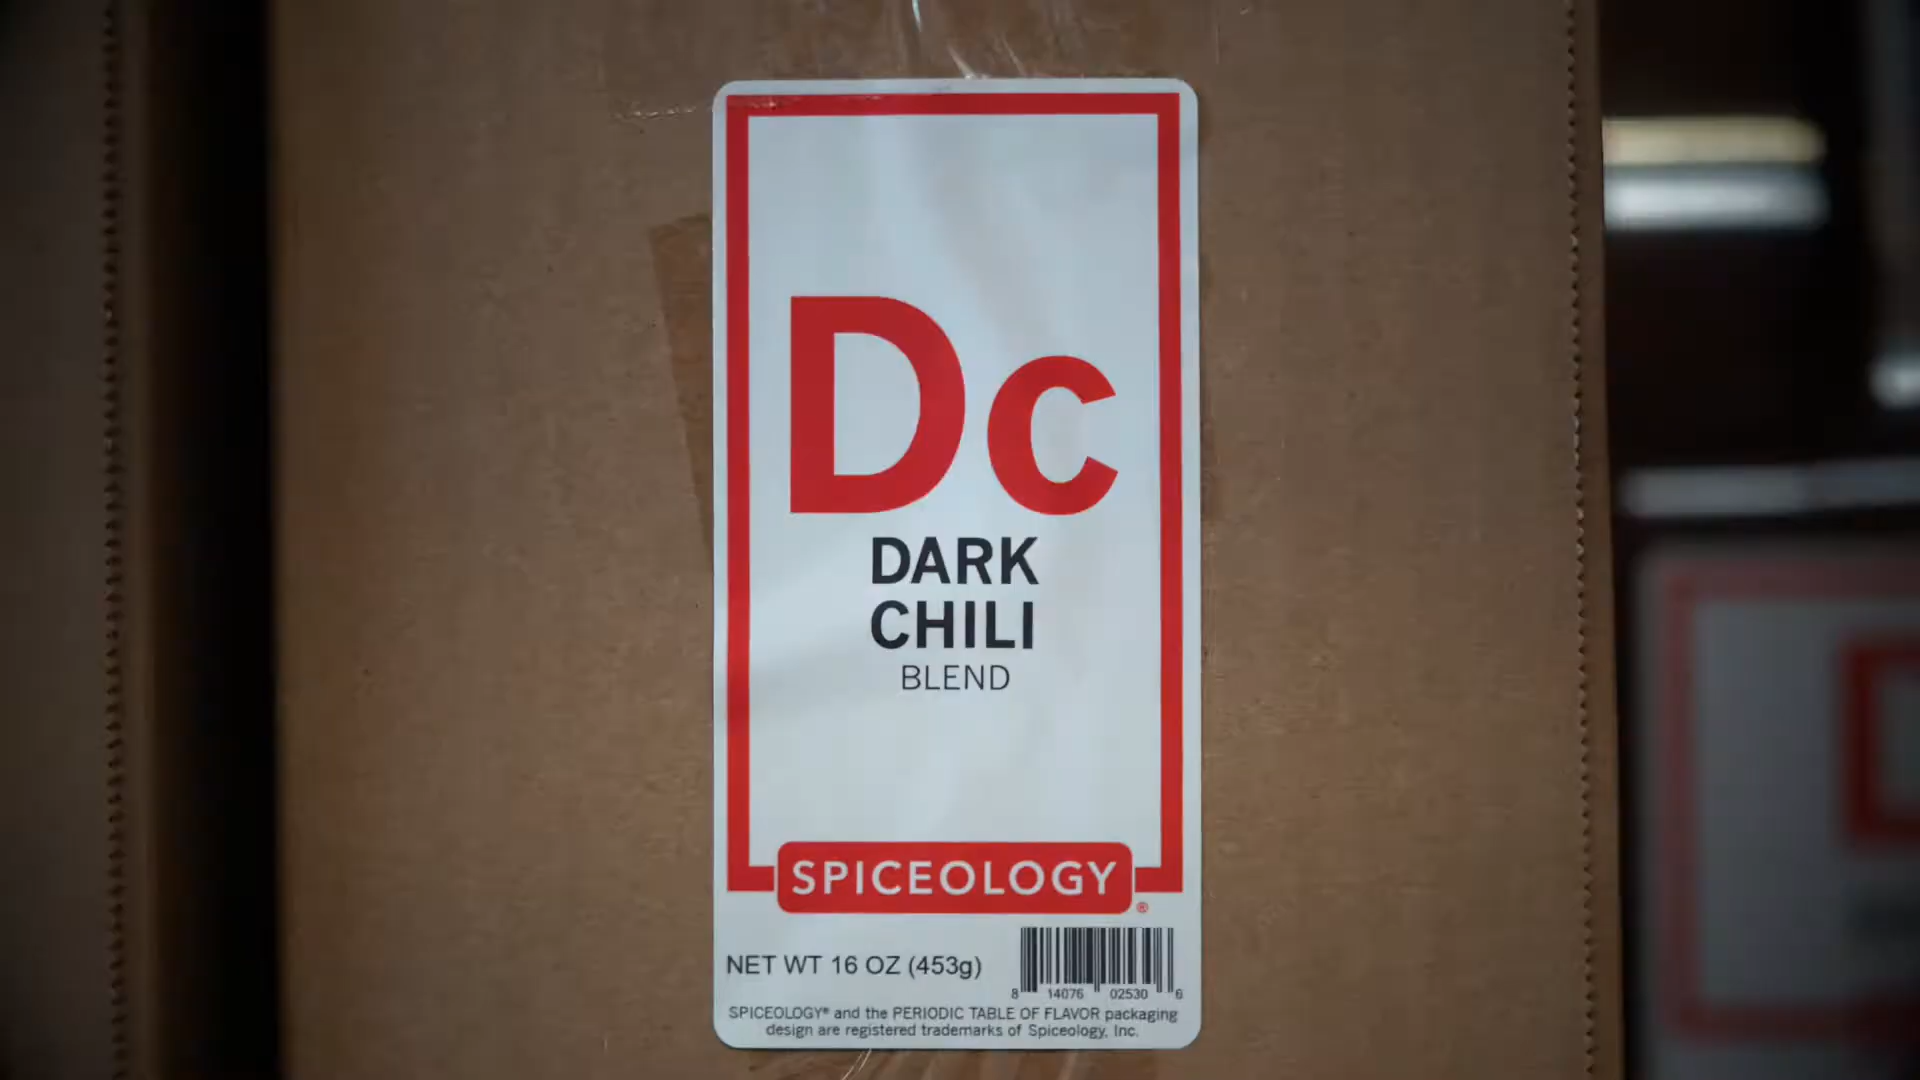 Dc
DARK
CHILI
BLEND
SPICEOLOGY®
NET WT 16 OZ (453g)
8 14076 02530 6
SPICEOLOGY® and the PERIODIC TABLE OF FLAVOR packaging
design are registered trademarks of Spiceology, Inc.